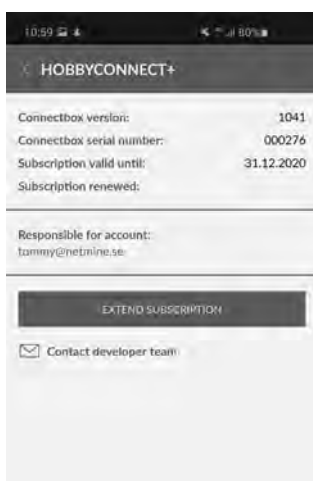 10:59 80%
HOBBYCONNECT+
Connectbox version: 1041
Connectbox serial number: 000276
Subscription valid until: 31.12.2020
Subscription renewed:
Responsible for account:
tommy@netmine.se
EXTEND SUBSCRIPTION
Contact developer team